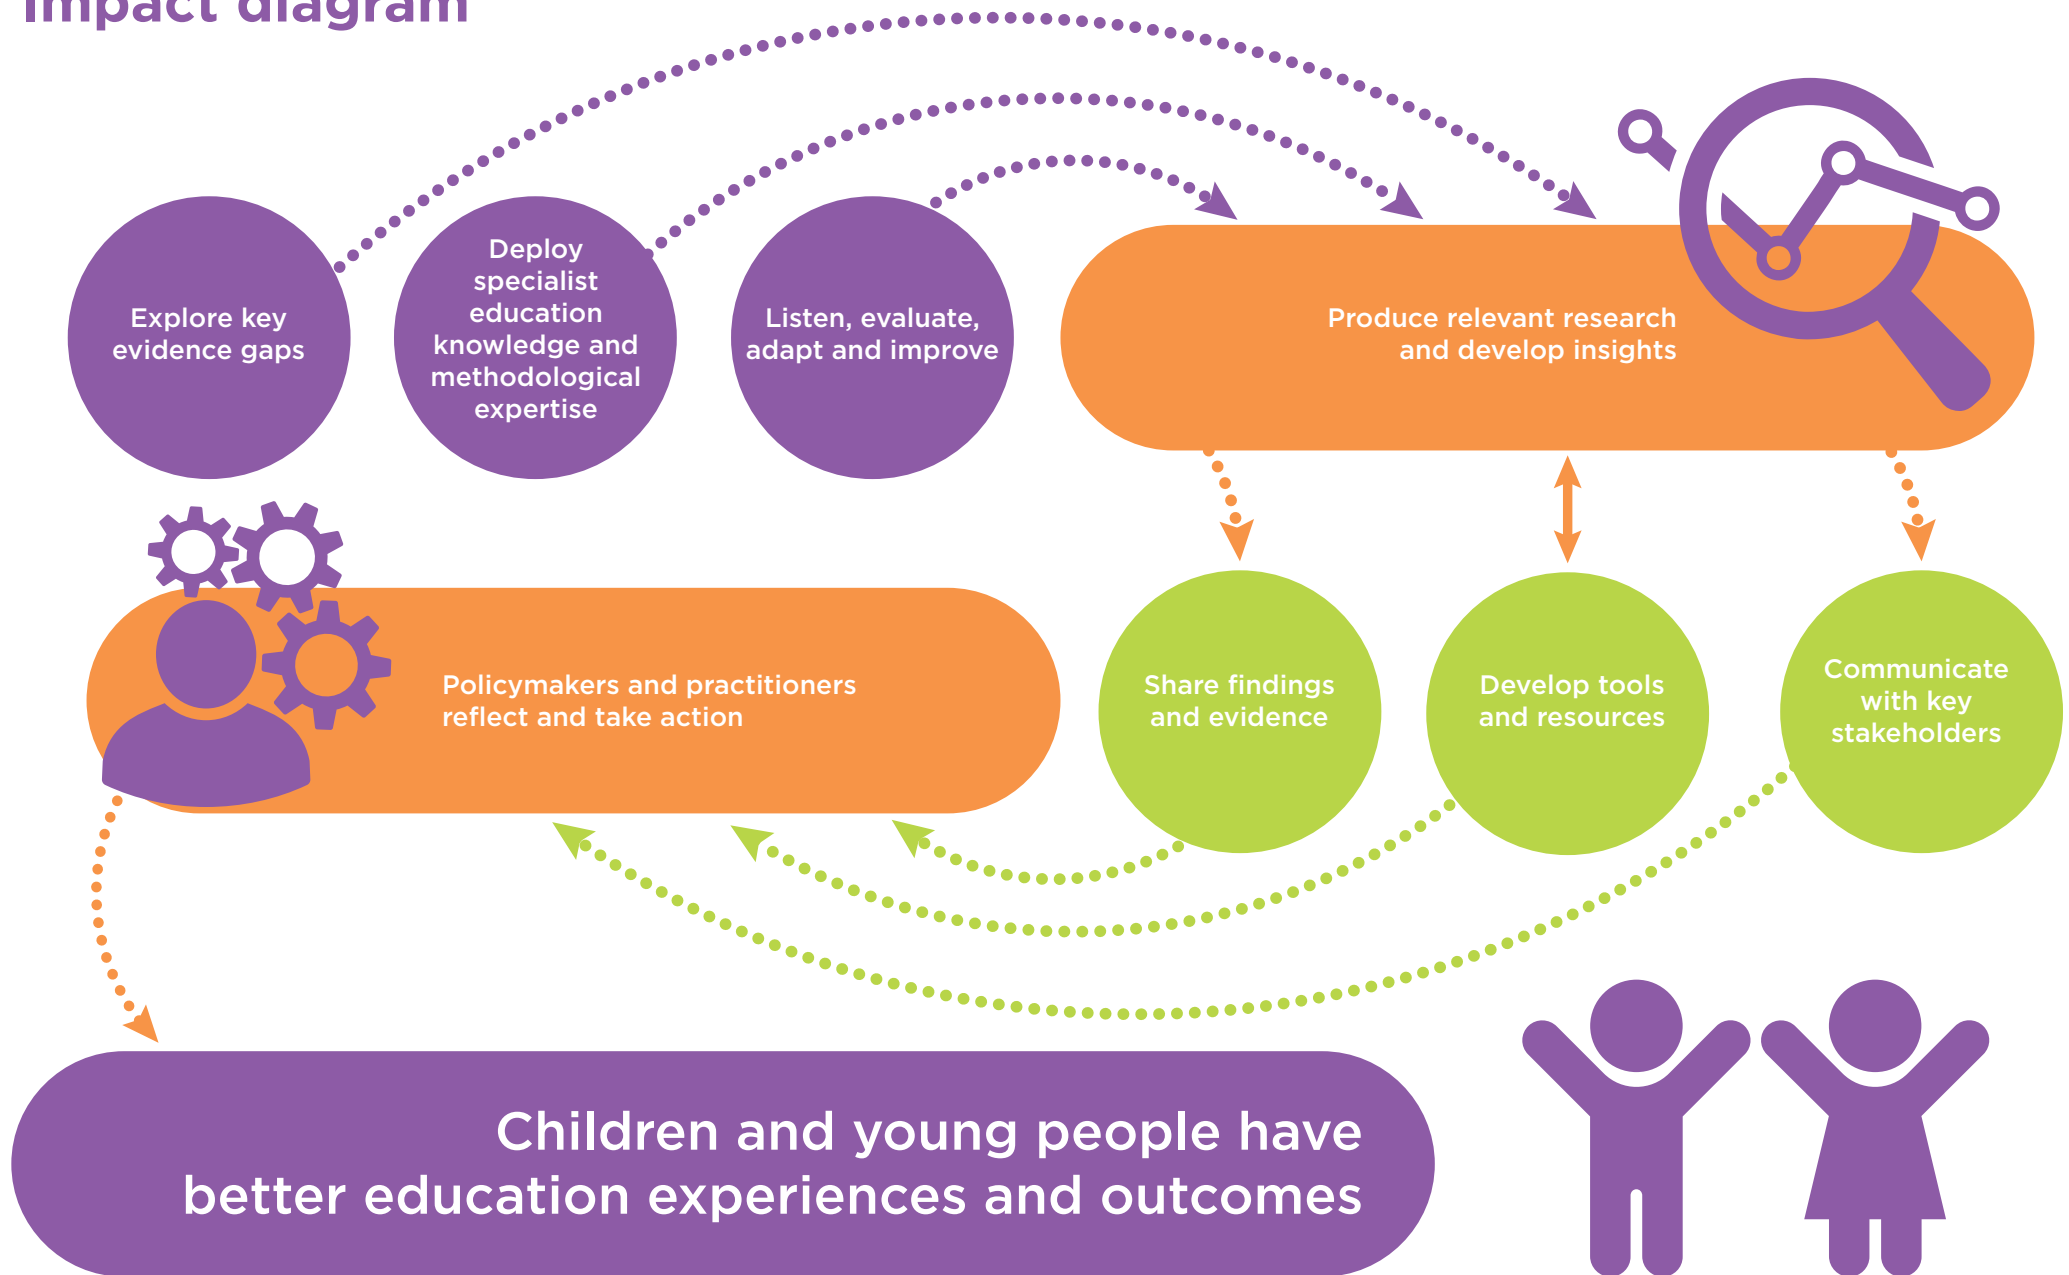 Impact diagram
Explore key
evidence gaps
Deploy
specialist
education
knowledge and
methodological
expertise
Listen, evaluate,
adapt and improve
Produce relevant research
and develop insights
Policymakers and practitioners
reflect and take action
Share findings
and evidence
Develop tools
and resources
Communicate
with key
stakeholders
Children and young people have
better education experiences and outcomes